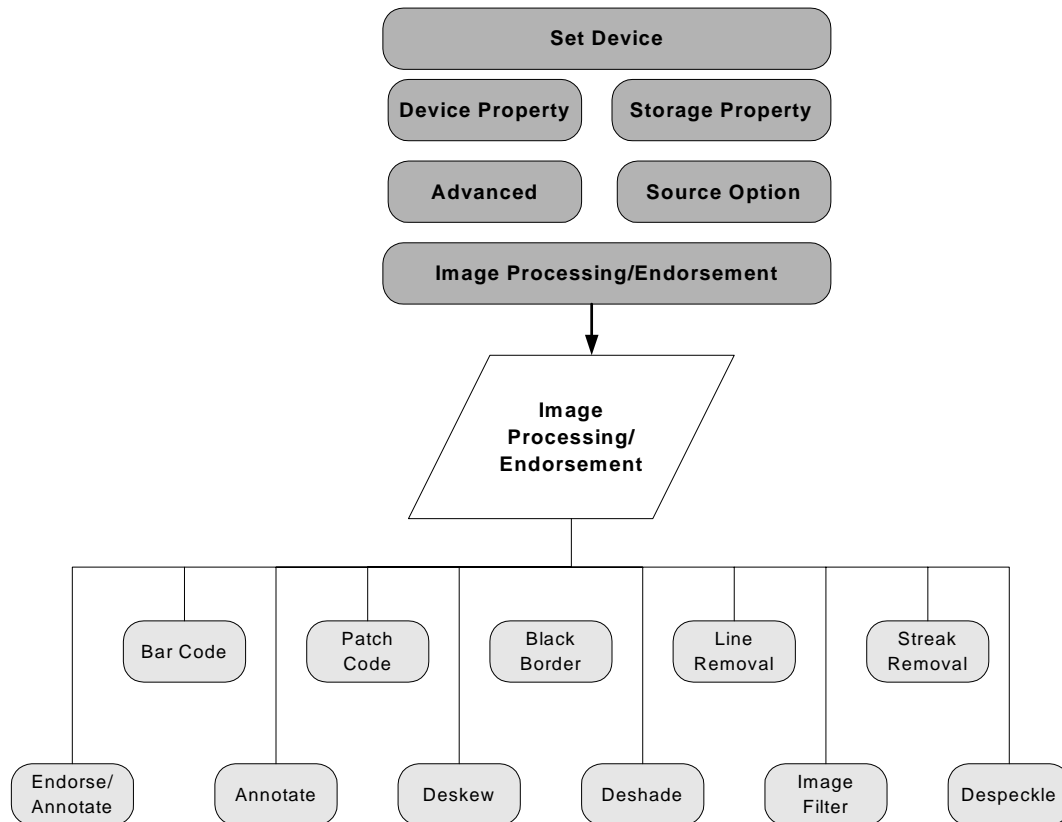 Set Device
Device Property
Storage Property
Advanced
Source Option
Image Processing/Endorsement
Image
Processing/
Endorsement
Bar Code
Patch
Code
Black
Border
Line
Removal
Streak
Removal
Endorse/
Annotate
Annotate
Deskew
Deshade
Image
Filter
Despeckle